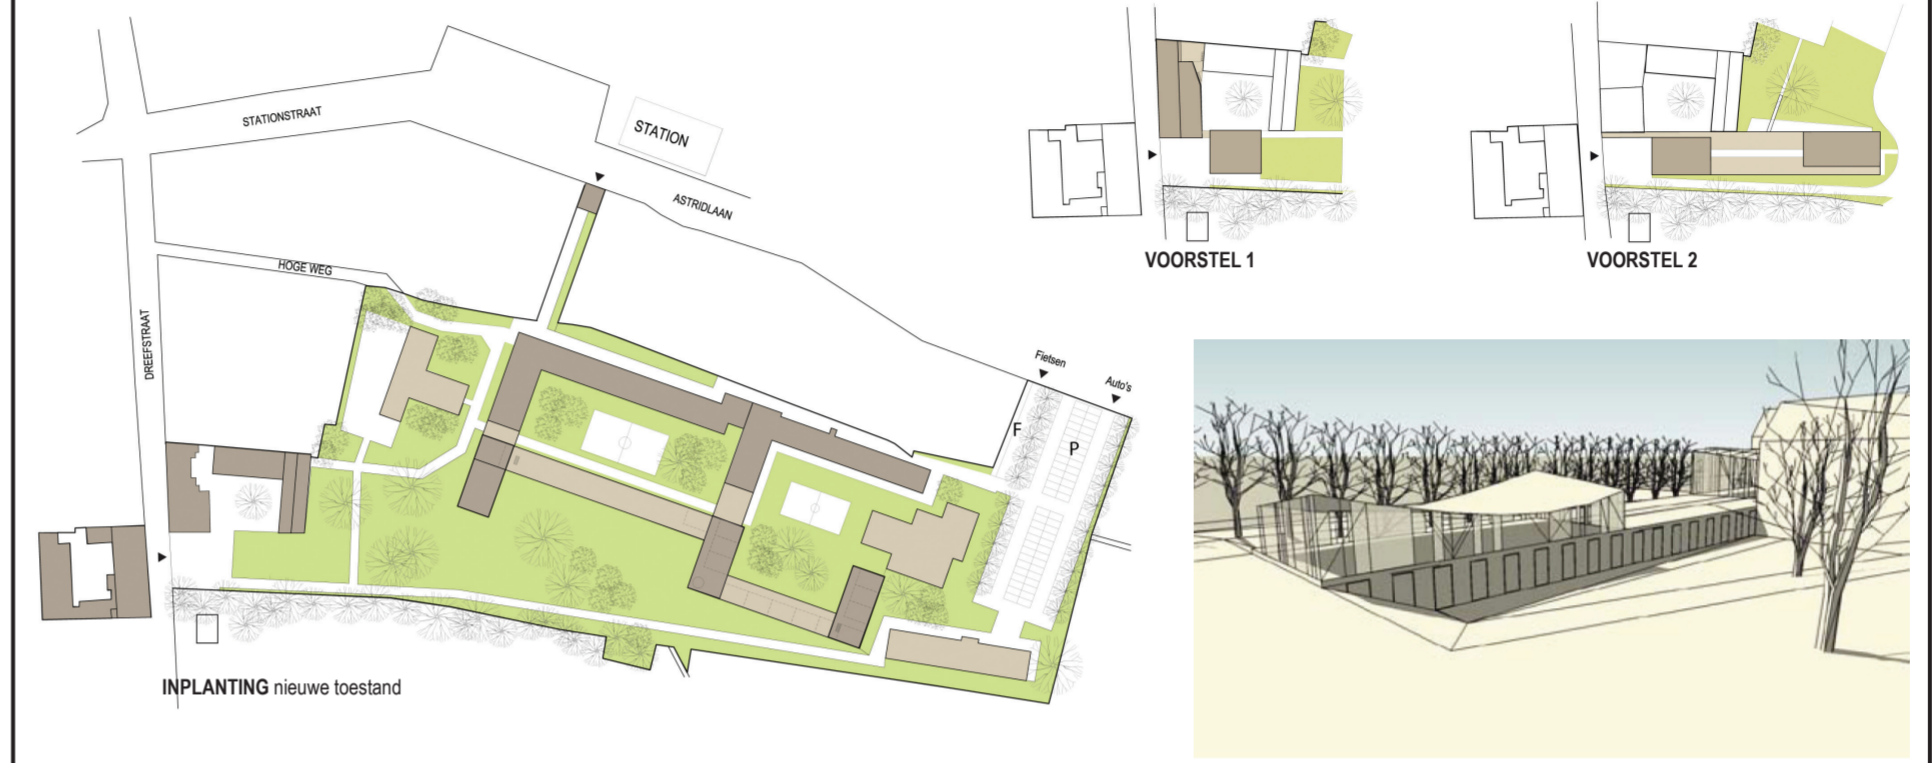 STATIONSTRAAT
STATION
ASTRIDLAAN
HOGE WEG
DREEFSTRAAT
Fietsen
Auto's
F
P
INPLANTING nieuwe toestand
VOORSTEL 1
VOORSTEL 2